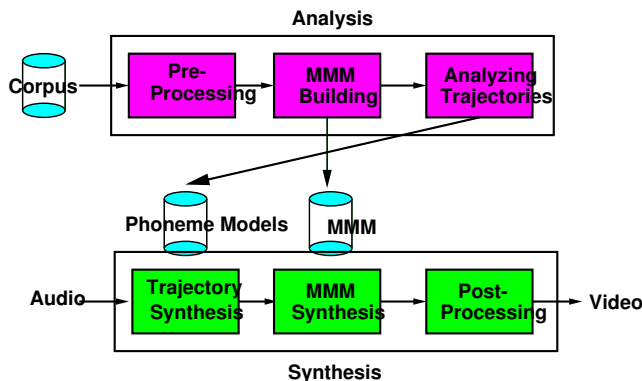 Analysis
Corpus
Pre-
Processing
MMM
Building
Analyzing
Trajectories
Phoneme Models
MMM
Audio
Trajectory
Synthesis
MMM
Synthesis
Post-
Processing
Video
Synthesis